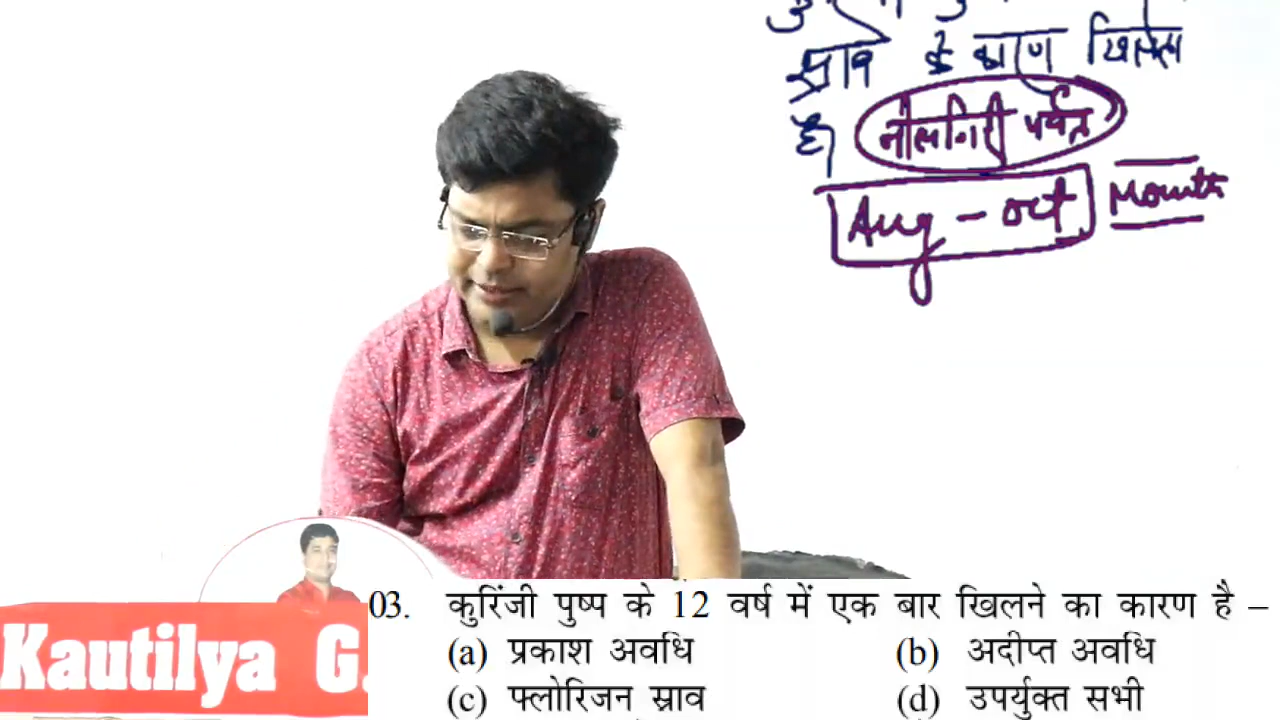 स्राव के कारण खिलता
है। नीलगिरी पर्वत
Aug - Oct Month
03. कुरिंजी पुष्प के 12 वर्ष में एक बार खिलने का कारण है –
(a) प्रकाश अवधि (b) अदीप्त अवधि
(c) फ्लोरिजन स्राव (d) उपर्युक्त सभी
Kautilya G.